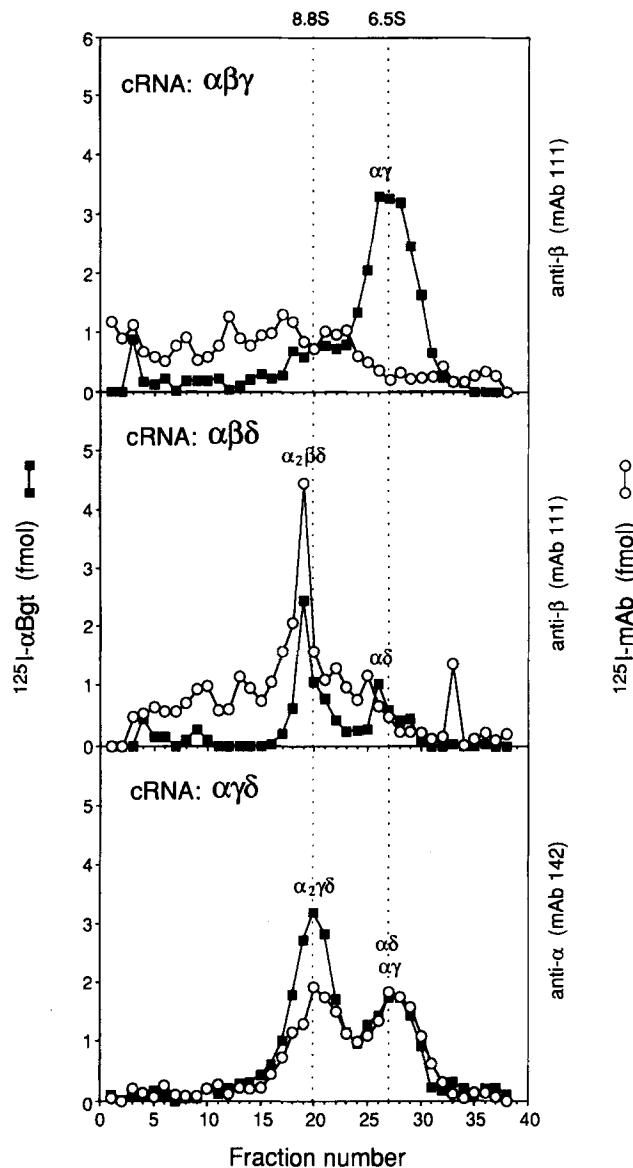 8.8S 6.5S
6
5
4
3
2
1
0
cRNA: αβγ
αγ
anti-β (mAb 111)
5
4
3
2
1
0
cRNA: αβδ
α₂βδ
αδ
anti-β (mAb 111)
5
4
3
2
1
0
cRNA: αγδ
α₂γδ
αδ
αγ
anti-α (mAb 142)
¹²⁵I-αBgt (fmol)
¹²⁵I-mAb (fmol)
0 5 10 15 20 25 30 35 40
Fraction number